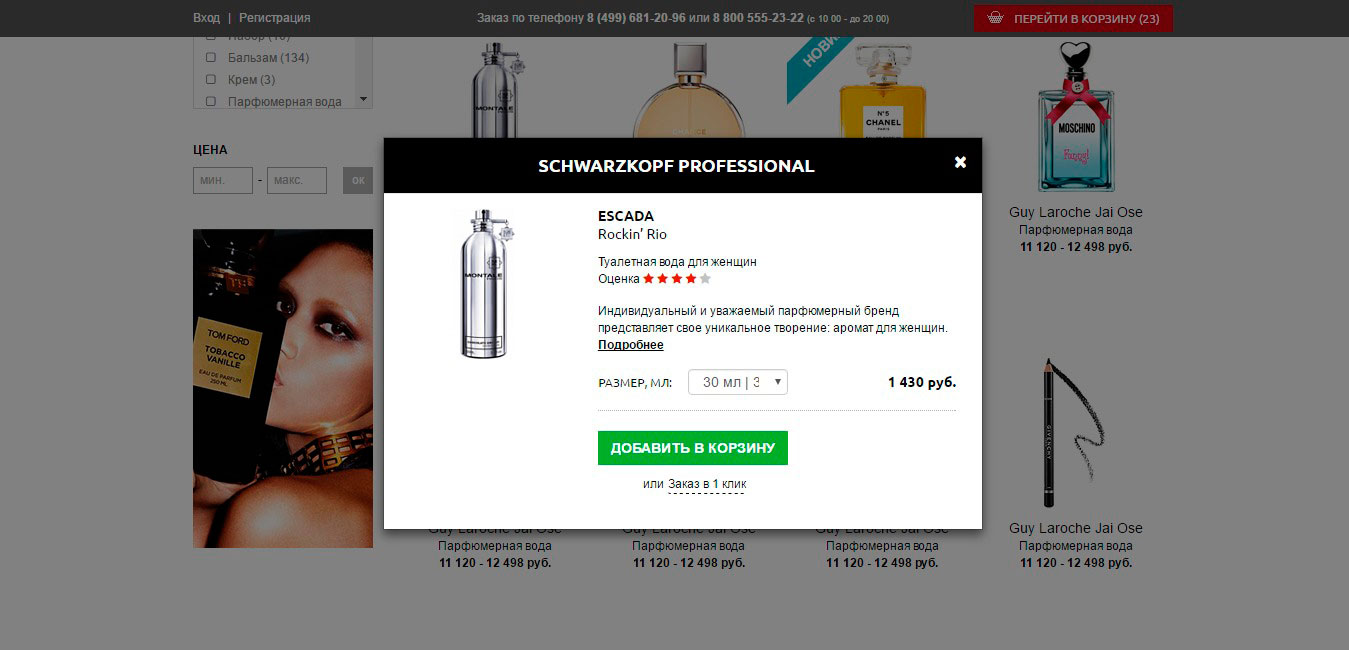 Вход | Регистрация
Заказ по телефону 8 (499) 681-20-96 или 8 800 555-23-22 (с 10 00 - до 20 00)
ПЕРЕЙТИ В КОРЗИНУ (23)
Бальзам (134)
Крем (3)
Парфюмерная вода
ЦЕНА
мин. - макс. ок
TOM FORD
TOBACCO
VANILLE
EAU DE PARFUM
250 ML
MONTALE
CHANCE
НОВИ
N°5
CHANEL
PARIS
MOSCHINO
Funny!
Guy Laroche Jai Ose
Парфюмерная вода
11 120 - 12 498 руб.
SCHWARZKOPF PROFESSIONAL
MONTALE
ESCADA
Rockin’ Rio
Туалетная вода для женщин
Оценка
Индивидуальный и уважаемый парфюмерный бренд
представляет свое уникальное творение: аромат для женщин.
Подробнее
РАЗМЕР, МЛ: 30 мл | 3 1 430 руб.
ДОБАВИТЬ В КОРЗИНУ
или Заказ в 1 клик
GIVENCHY
Guy Laroche Jai Ose
Парфюмерная вода
11 120 - 12 498 руб.
Guy Laroche Jai Ose
Парфюмерная вода
11 120 - 12 498 руб.
Guy Laroche Jai Ose
Парфюмерная вода
11 120 - 12 498 руб.
Guy Laroche Jai Ose
Парфюмерная вода
11 120 - 12 498 руб.